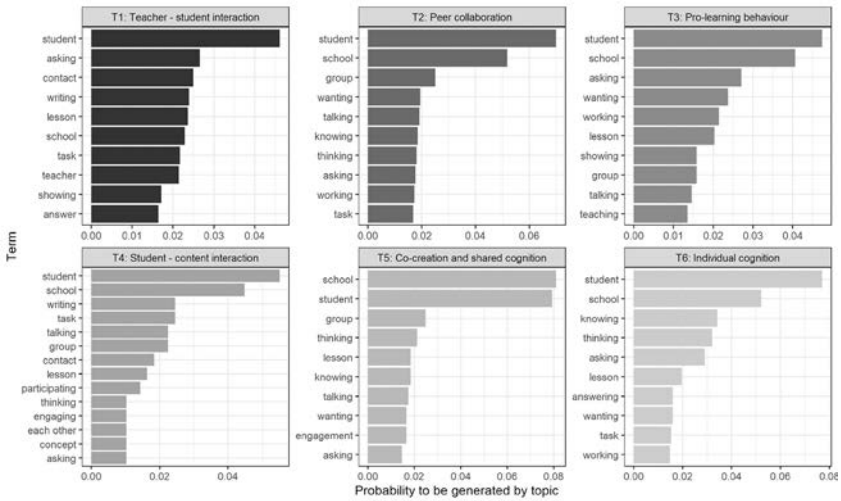 T1: Teacher - student interaction
student
asking
contact
writing
lesson
school
task
teacher
showing
answer
0.00 0.01 0.02 0.03 0.04
T2: Peer collaboration
student
school
group
wanting
talking
knowing
thinking
asking
working
task
0.00 0.02 0.04 0.06
T3: Pro-learning behaviour
student
school
asking
wanting
working
lesson
showing
group
talking
teaching
0.00 0.01 0.02 0.03 0.04
Term
T4: Student - content interaction
student
school
writing
task
talking
group
contact
lesson
participating
thinking
engaging
each other
concept
asking
0.00 0.02 0.04
T5: Co-creation and shared cognition
school
student
group
thinking
lesson
knowing
talking
wanting
engagement
asking
0.00 0.02 0.04 0.06 0.08
T6: Individual cognition
student
school
knowing
thinking
asking
lesson
answering
wanting
task
working
0.00 0.02 0.04 0.06 0.08
Probability to be generated by topic